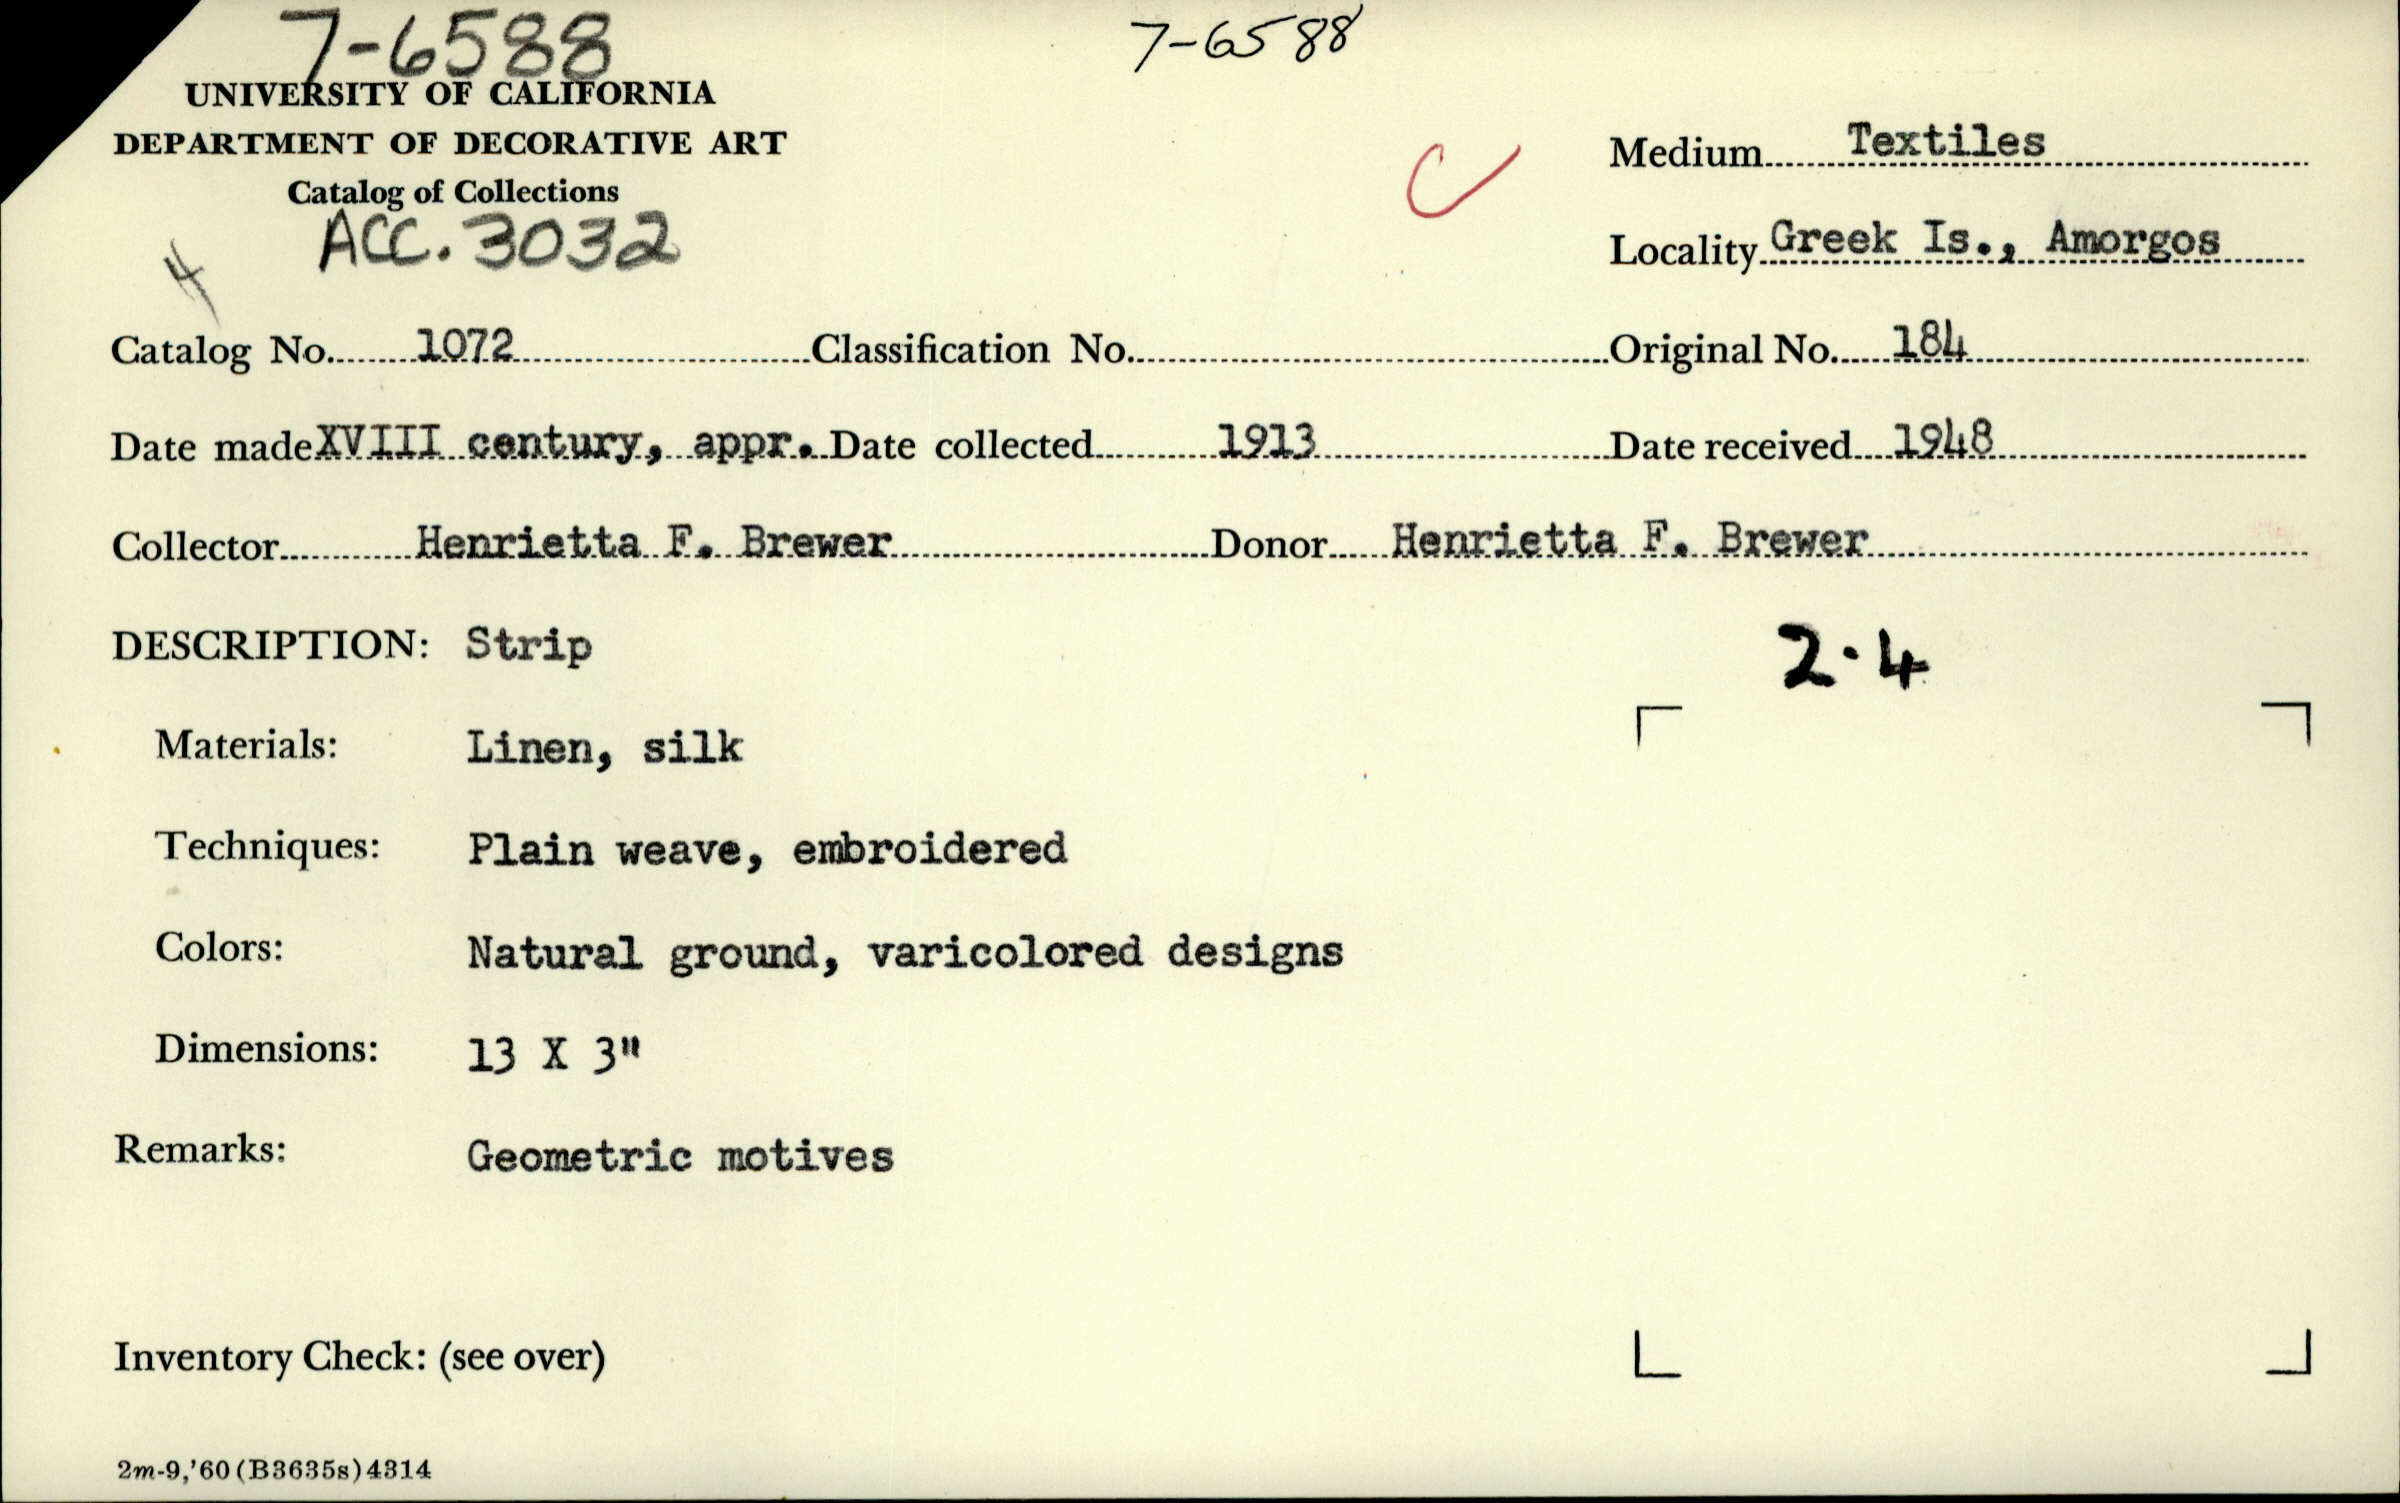 7-6588 7-6588
UNIVERSITY OF CALIFORNIA
DEPARTMENT OF DECORATIVE ART
Catalog of Collections
ACC. 3032
4
Medium Textiles
Locality Greek Is., Amorgos
Catalog No. 1072 Classification No. Original No. 184
Date made XVIII century, appr. Date collected 1913 Date received 1948
Collector Henrietta F. Brewer Donor Henrietta F. Brewer
DESCRIPTION: Strip 2.4
Materials: Linen, silk
Techniques: Plain weave, embroidered
Colors: Natural ground, varicolored designs
Dimensions: 13 X 3"
Remarks: Geometric motives
Inventory Check: (see over)
2m-9,'60(B3635s)4314